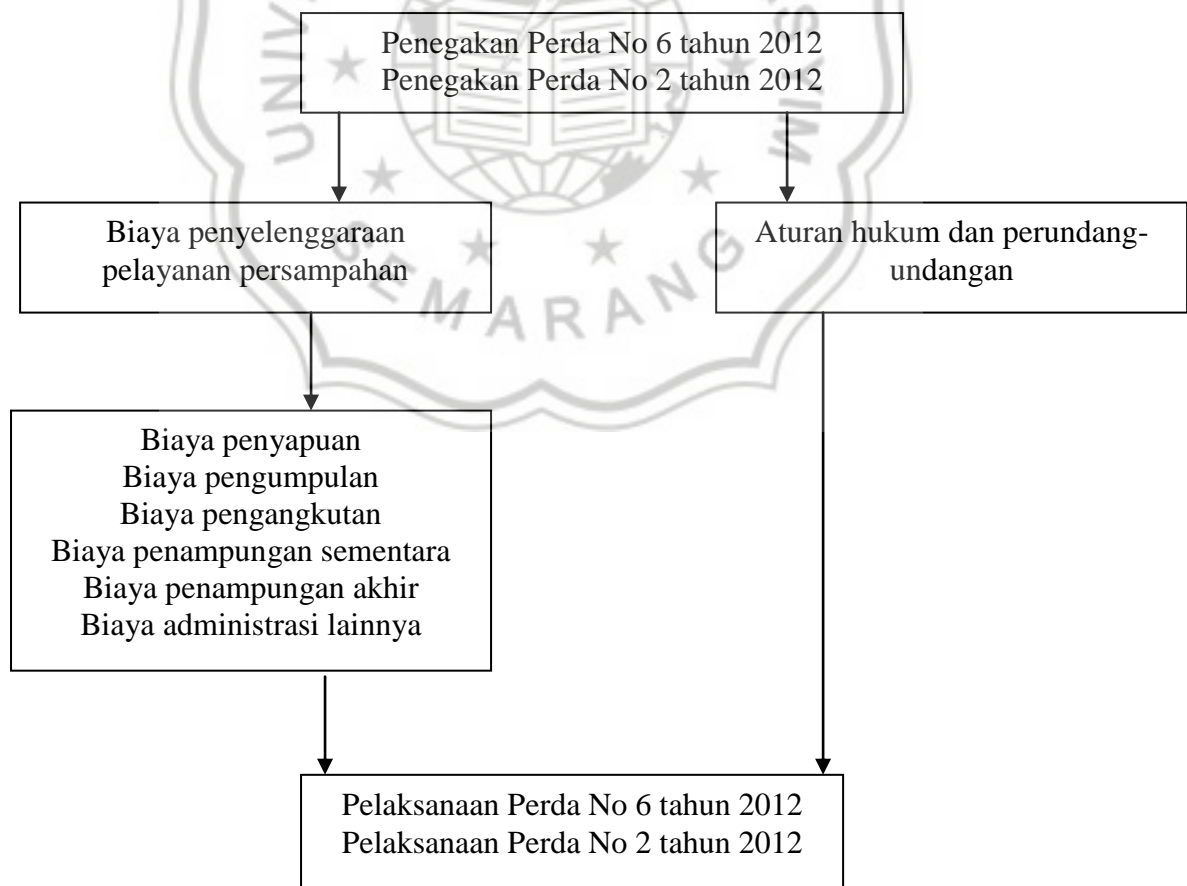 Penegakan Perda No 6 tahun 2012
Penegakan Perda No 2 tahun 2012
Biaya penyelenggaraan
pelayanan persampahan
Aturan hukum dan perundang-
undangan
SEMARANG
Biaya penyapuan
Biaya pengumpulan
Biaya pengangkutan
Biaya penampungan sementara
Biaya penampungan akhir
Biaya administrasi lainnya
Pelaksanaan Perda No 6 tahun 2012
Pelaksanaan Perda No 2 tahun 2012